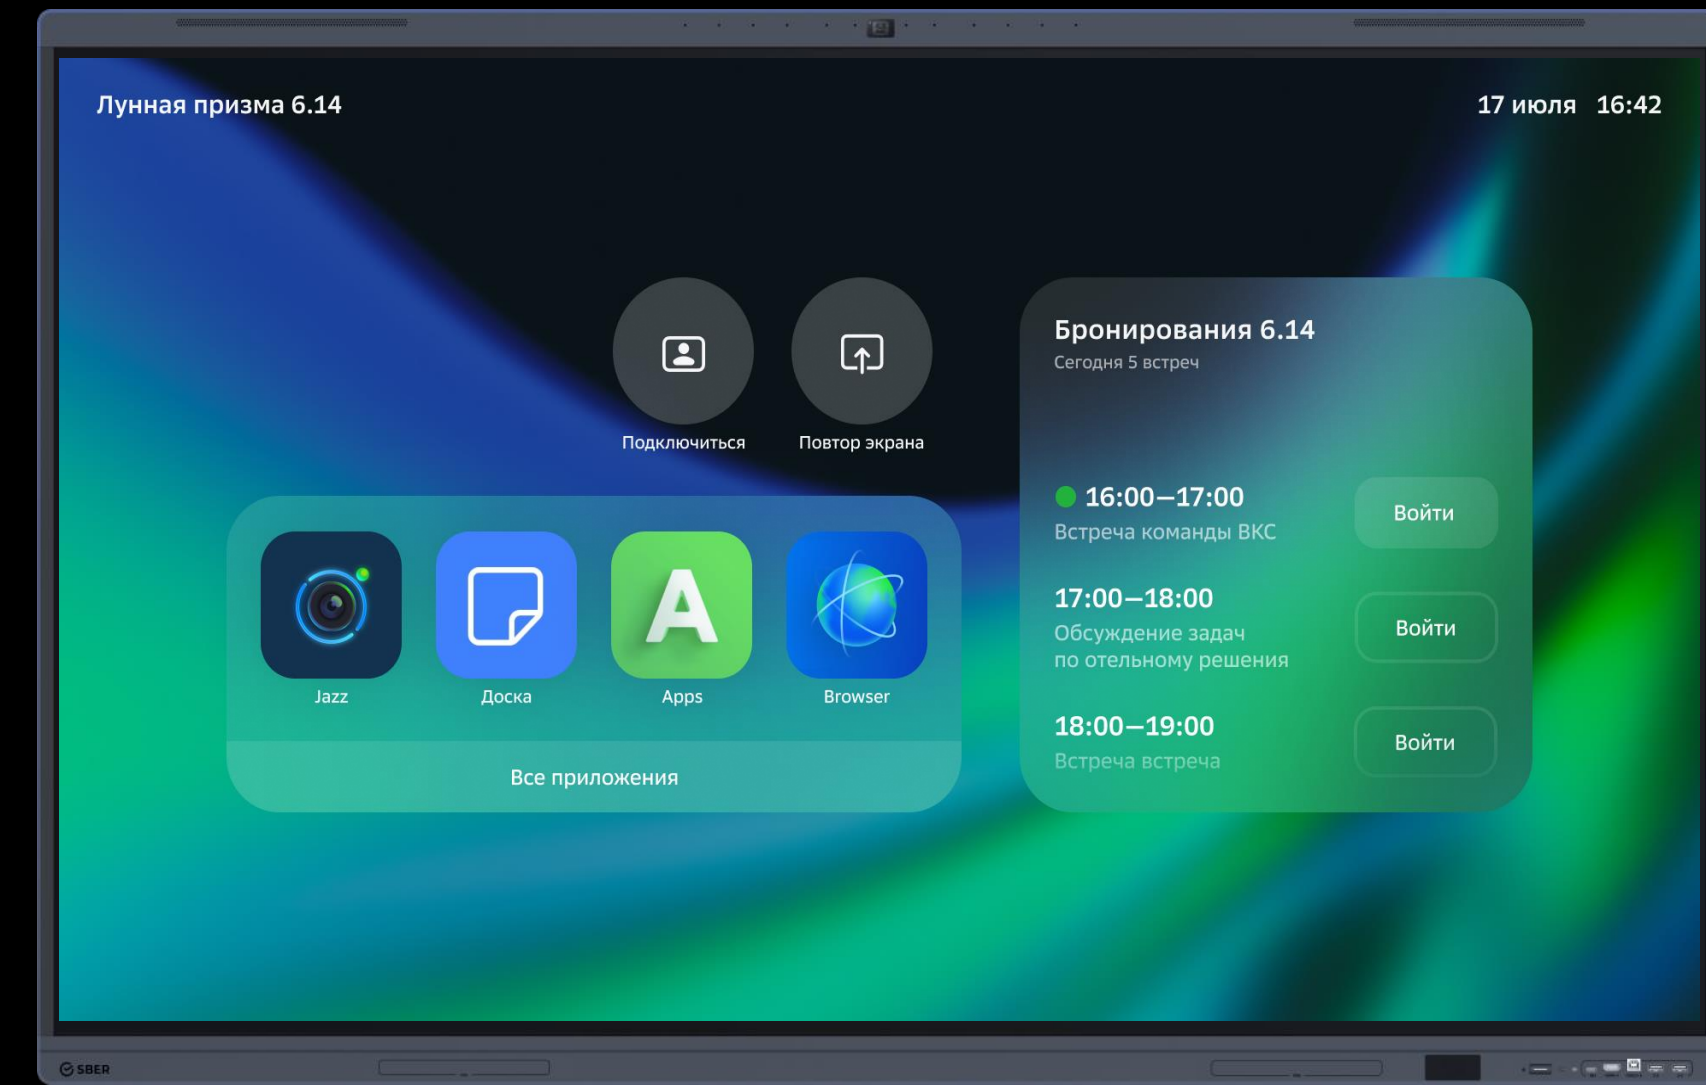 Лунная призма 6.14
17 июля 16:42
Подключиться
Повтор экрана
Jazz
Доска
Apps
Browser
Все приложения
Бронирования 6.14
Сегодня 5 встреч
16:00—17:00
Встреча команды ВКС
Войти
17:00—18:00
Обсуждение задач
по отельному решения
Войти
18:00—19:00
Встреча встреча
Войти
SBER